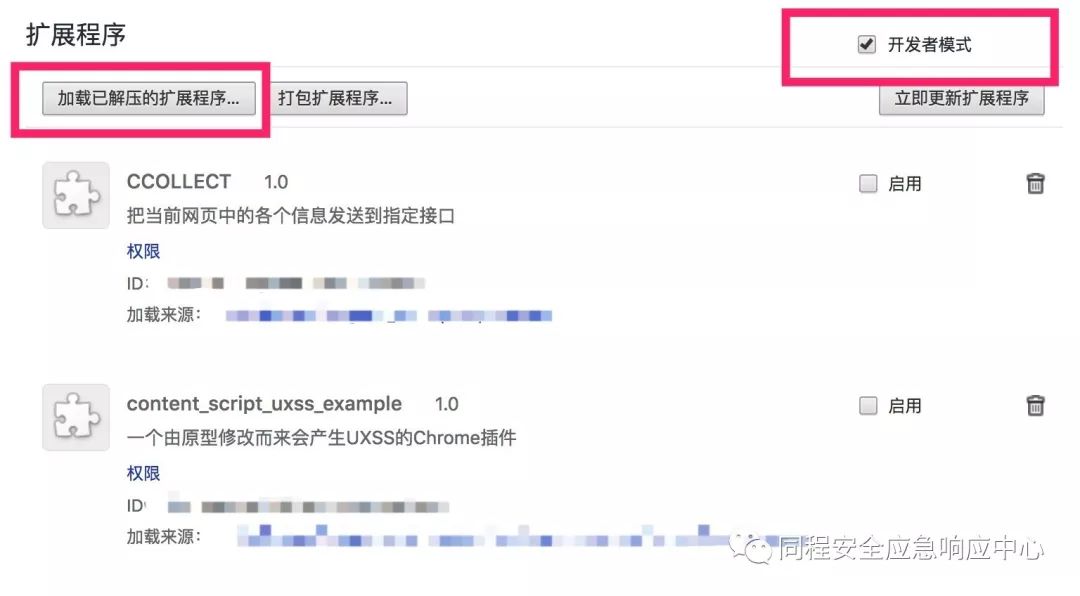 扩展程序
开发者模式
加载已解压的扩展程序... 打包扩展程序... 立即更新扩展程序
CCOLLECT 1.0 启用
把当前网页中的各个信息发送到指定接口
权限
ID:
加载来源：
content_script_uxss_example 1.0 启用
一个由原型修改而来会产生UXSS的Chrome插件
权限
ID
加载来源：
同程安全应急响应中心